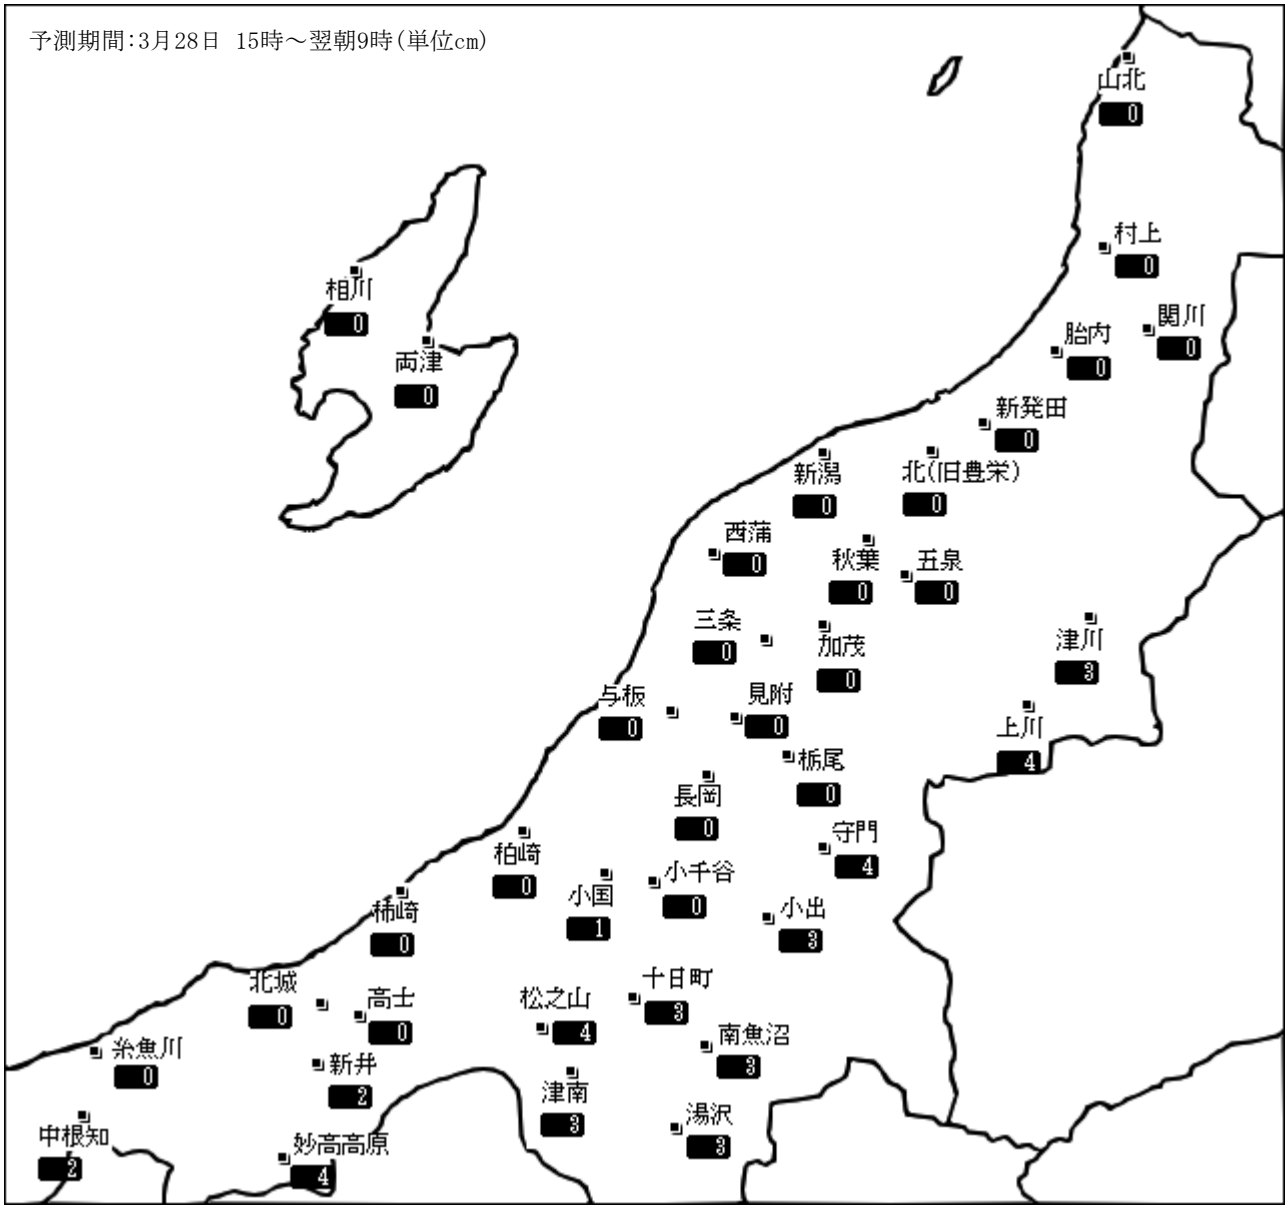 予測期間:3月28日 15時～翌朝9時(単位cm)
山北
0
村上
0
相川
0
関川
0
両津
0
胎内
0
新発田
0
新潟
0
北(旧豊栄)
0
西蒲
0
秋葉
0
五泉
0
三条
0
加茂
0
津川
3
与板
0
見附
0
上川
4
栃尾
0
長岡
0
守門
4
柏崎
0
小国
1
小千谷
0
小出
3
柿崎
0
北城
0
高士
0
松之山
4
十日町
3
南魚沼
3
糸魚川
0
新井
2
津南
3
湯沢
3
中根知
2
妙高高原
4